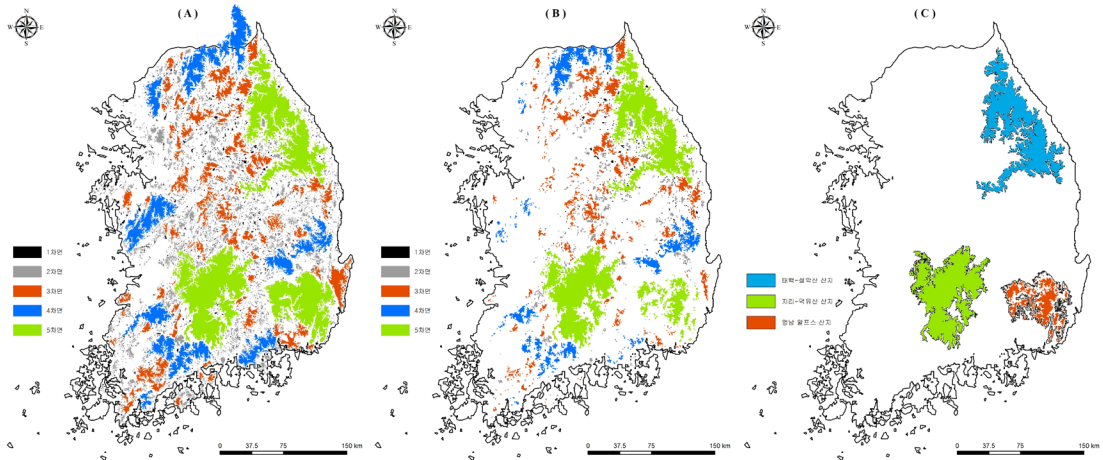 ( A )
N
W E
S
1차면
2차면
3차면
4차면
5차면
0 37.5 75 150 km
( B )
N
W E
S
1차면
2차면
3차면
4차면
5차면
0 37.5 75 150 km
( C )
N
W E
S
태백-설악산 산지
지리-덕유산 산지
영남 알프스 산지
0 37.5 75 150 km